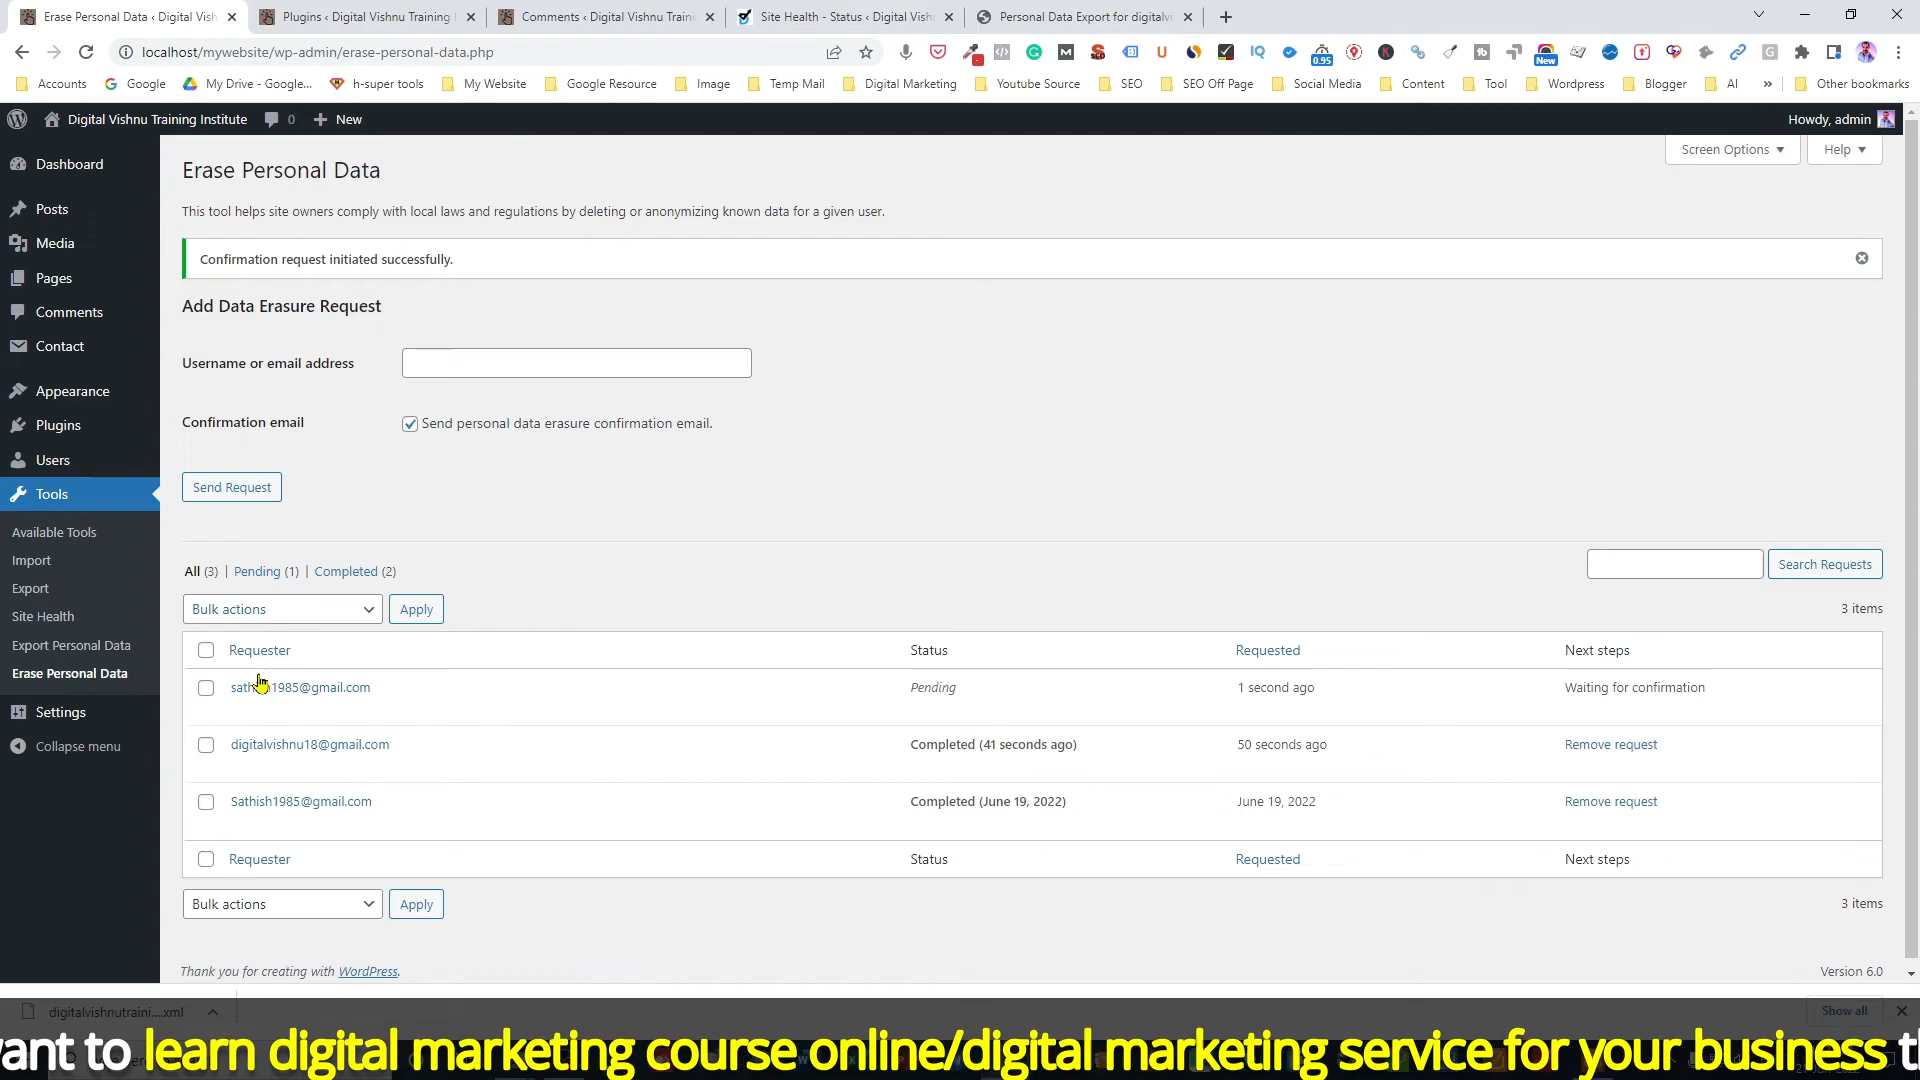 Erase Personal Data ‹ Digital Vish
Plugins ‹ Digital Vishnu Training
Comments ‹ Digital Vishnu Traini
Site Health - Status ‹ Digital Vish
Personal Data Export for digitalvi
localhost/mywebsite/wp-admin/erase-personal-data.php
0.95
New
Accounts
Google
My Drive - Google...
h-super tools
My Website
Google Resource
Image
Temp Mail
Digital Marketing
Youtube Source
SEO
SEO Off Page
Social Media
Content
Tool
Wordpress
Blogger
AI
»
Other bookmarks
Digital Vishnu Training Institute
0
New
Howdy, admin
Dashboard
Posts
Media
Pages
Comments
Contact
Appearance
Plugins
Users
Tools
Available Tools
Import
Export
Site Health
Export Personal Data
Erase Personal Data
Settings
Collapse menu
Screen Options
Help
Erase Personal Data
This tool helps site owners comply with local laws and regulations by deleting or anonymizing known data for a given user.
Confirmation request initiated successfully.
Add Data Erasure Request
Username or email address
Confirmation email
Send personal data erasure confirmation email.
Send Request
All (3) | Pending (1) | Completed (2)
Search Requests
Bulk actions
Apply
3 items
Requester Status Requested Next steps
sathish1985@gmail.com Pending 1 second ago Waiting for confirmation
digitalvishnu18@gmail.com Completed (41 seconds ago) 50 seconds ago Remove request
Sathish1985@gmail.com Completed (June 19, 2022) June 19, 2022 Remove request
Requester Status Requested Next steps
Bulk actions
Apply
3 items
Thank you for creating with WordPress.
Version 6.0
digitalvishnutraini....xml
Show all
ant to learn digital marketing course online/digital marketing service for your business t